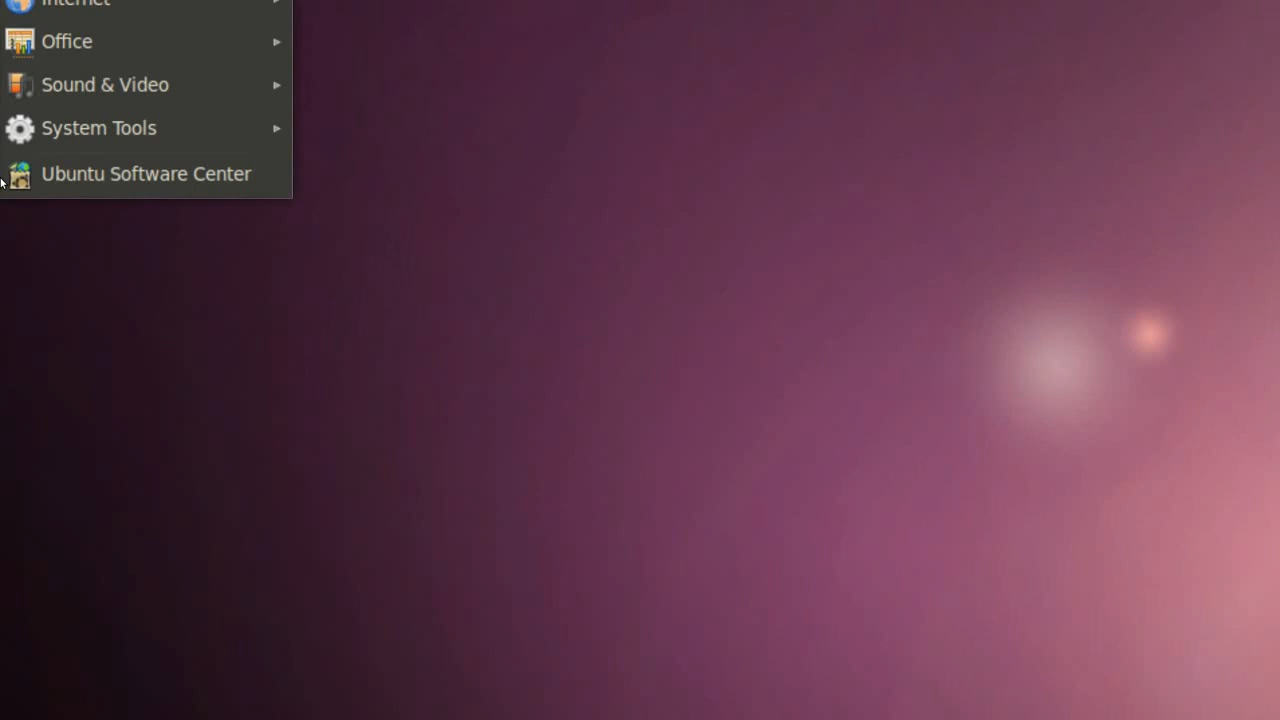 Internet
Office
Sound & Video
System Tools
Ubuntu Software Center